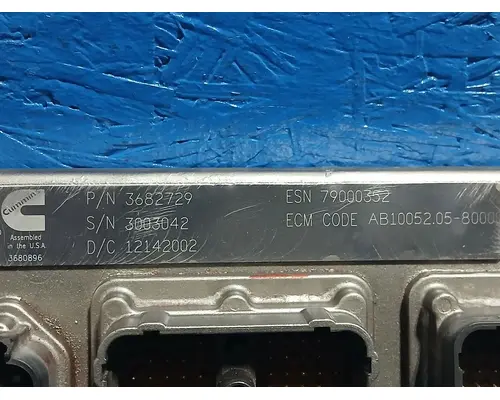 Cummins
Assembled
in the U.S.A.
3680896
P/N 3682729
S/N 3003042
D/C 12142002
ESN 79000352
ECM CODE AB10052.05-8000